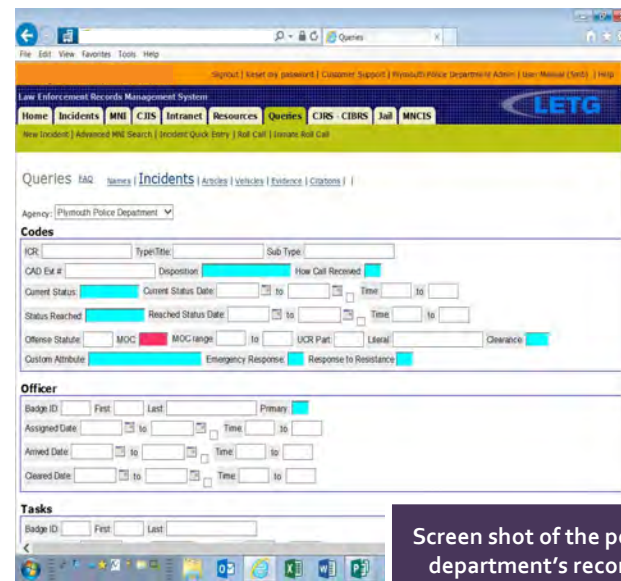 Queries
File Edit View Favorites Tools Help
Signout | Reset my password | Customer Support | Plymouth Police Department Admin | User Manual (5mb) | Help
Law Enforcement Records Management System
LETG
Home Incidents MNI CJIS Intranet Resources Queries CJRS - CIBRS Jail MNCIS
New Incident | Advanced MNI Search | Incident Quick Entry | Roll Call | Inmate Roll Call
Queries FAQ Names | Incidents | Articles | Vehicles | Evidence | Citations | |
Agency: Plymouth Police Department
Codes
ICR: Type/Title: Sub Type:
CAD Evt #: Disposition: How Call Received:
Current Status: Current Status Date: to Time: to
Status Reached: Reached Status Date: to Time: to
Offense Statute: MOC: MOC range: to UCR Part: Literal: Clearance:
Custom Attribute: Emergency Response: Response to Resistance:
Officer
Badge ID: First: Last: Primary:
Assigned Date: to Time: to
Arrived Date: to Time: to
Cleared Date: to Time: to
Tasks
Badge ID: First: Last:
Screen shot of the po
department's recor